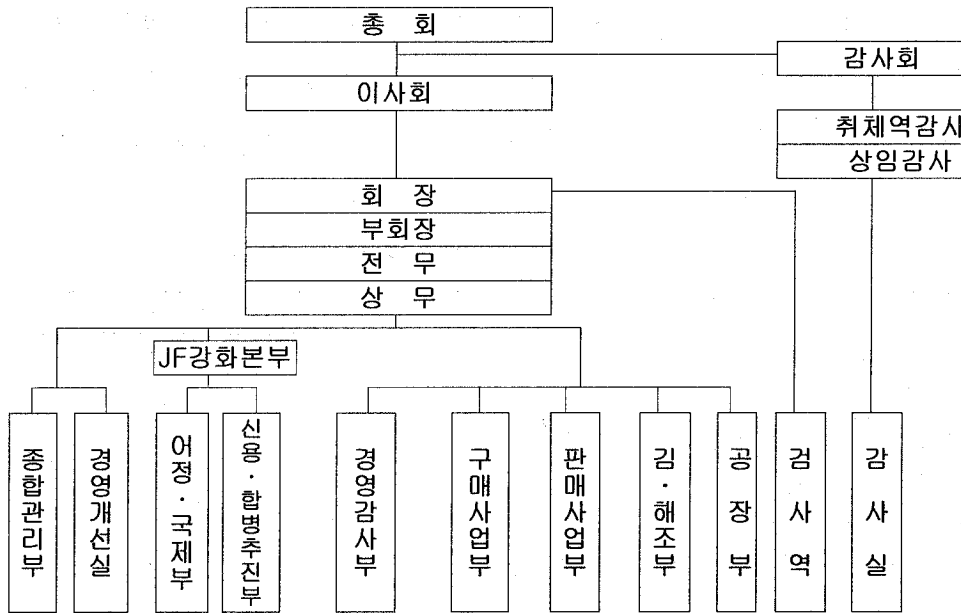 총 회
감사회
이사회
취체역감사
상임감사
회 장
부회장
전 무
상 무
JF강화본부
종합관리부
경영개선실
어정·국제부
신용·합병추진부
경영감사부
구매사업부
판매사업부
김·해조부
공장부
검사역
감사실